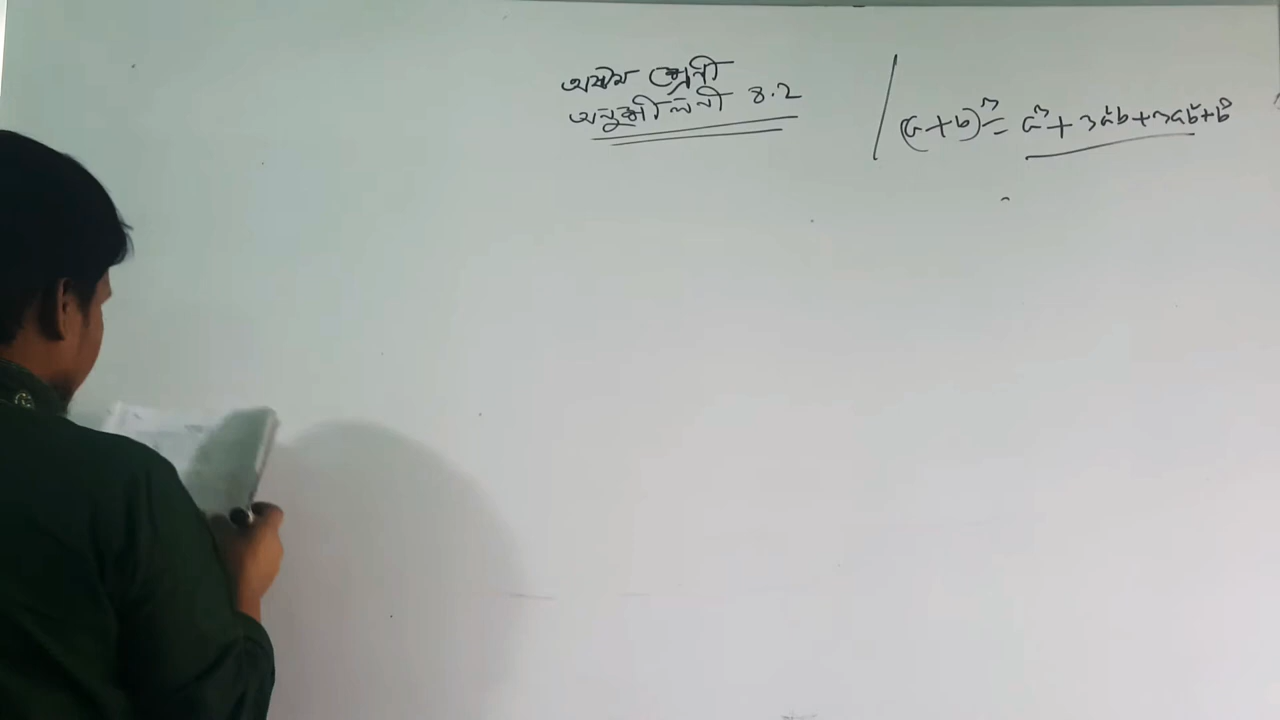 অষ্টম শ্রেনী
অনুশীলনী ৪.২
(a+b)³= a³+3a²b+3ab²+b³